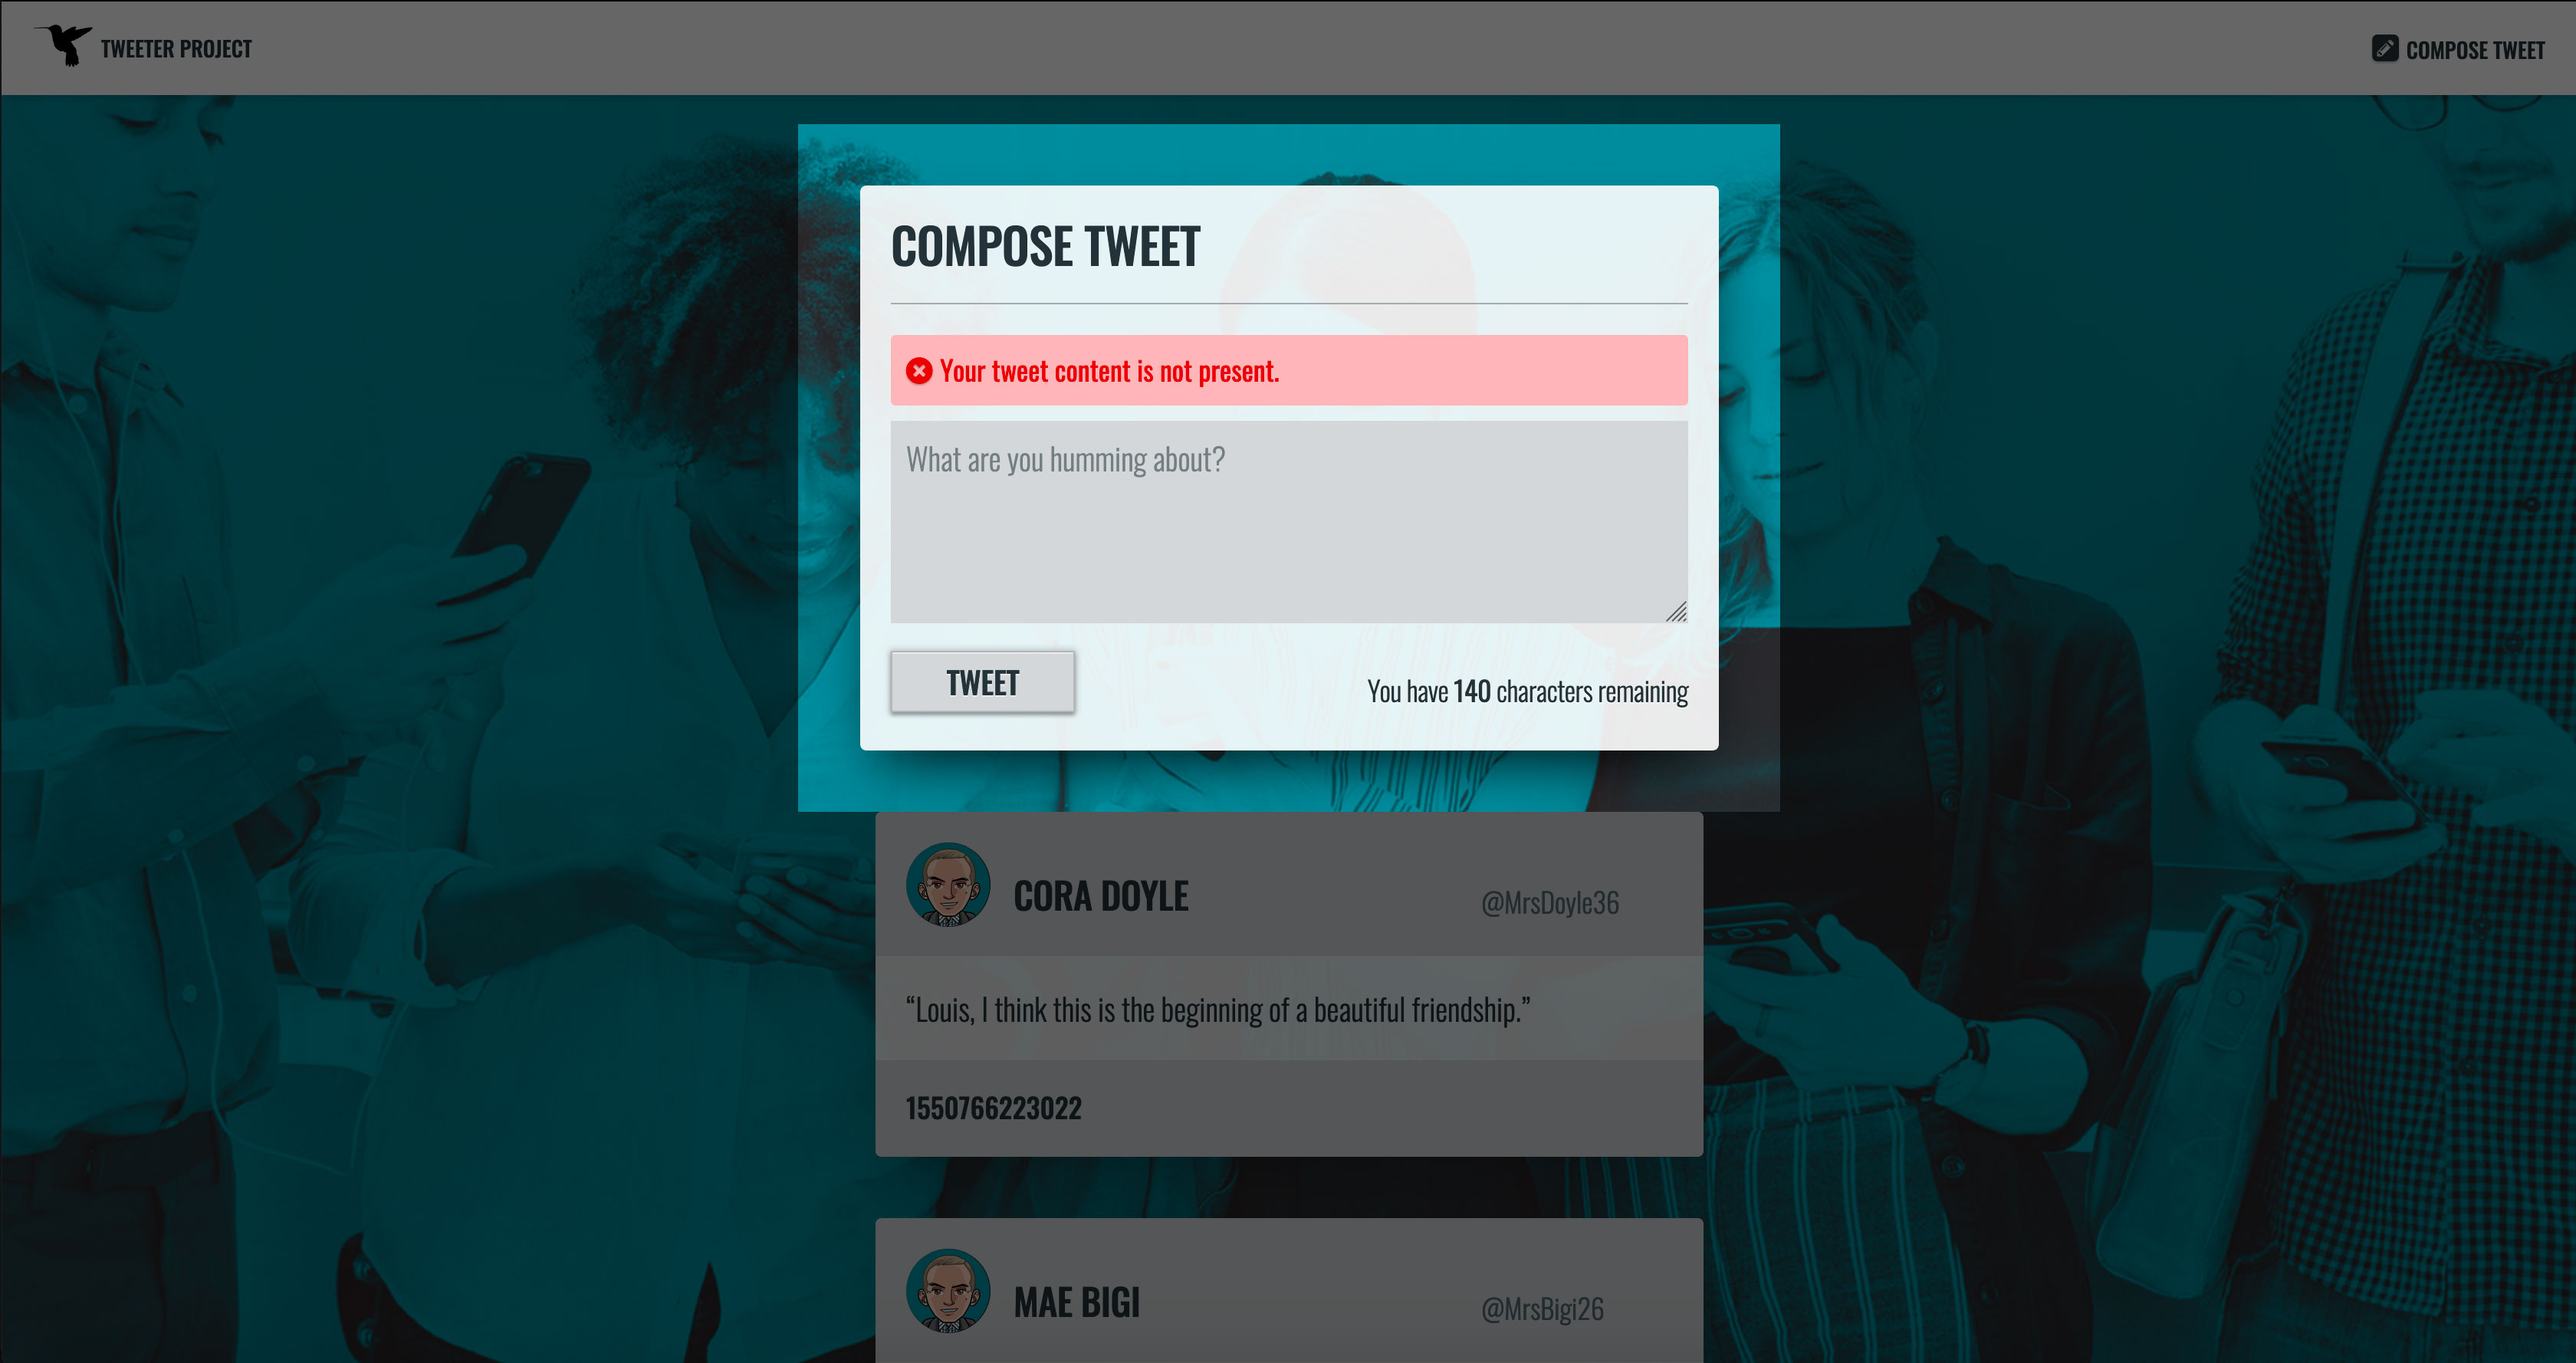 TWEETER PROJECT
COMPOSE TWEET
COMPOSE TWEET
Your tweet content is not present.
What are you humming about?
TWEET
You have 140 characters remaining
CORA DOYLE
@MrsDoyle36
“Louis, I think this is the beginning of a beautiful friendship.”
1550766223022
MAE BIGI
@MrsBigi26